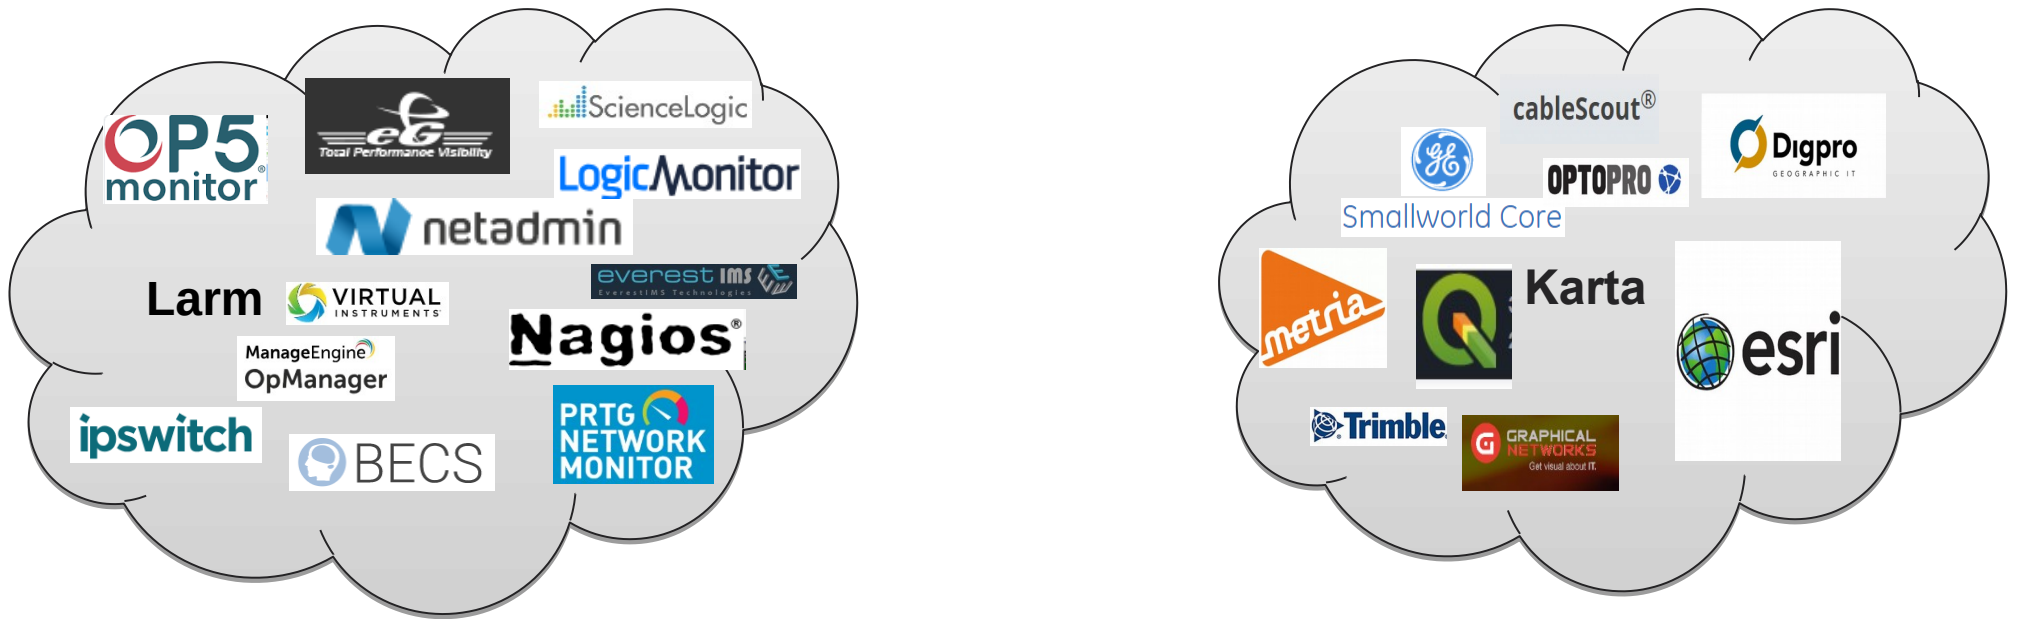 OP5
monitor
eG
Total Performance Visibility
ScienceLogic
LogicMonitor
netadmin
everest IMS
EverestIMS Technologies
Larm
VIRTUAL
INSTRUMENTS
Nagios®
ManageEngine
OpManager
ipswitch
BECS
PRTG
NETWORK
MONITOR
cableScout®
GE
Smallworld Core
OPTOPRO
Digpro
GEOGRAPHIC IT
metria
Karta
esri
Trimble
G
GRAPHICAL
NETWORKS
Get visual about IT.